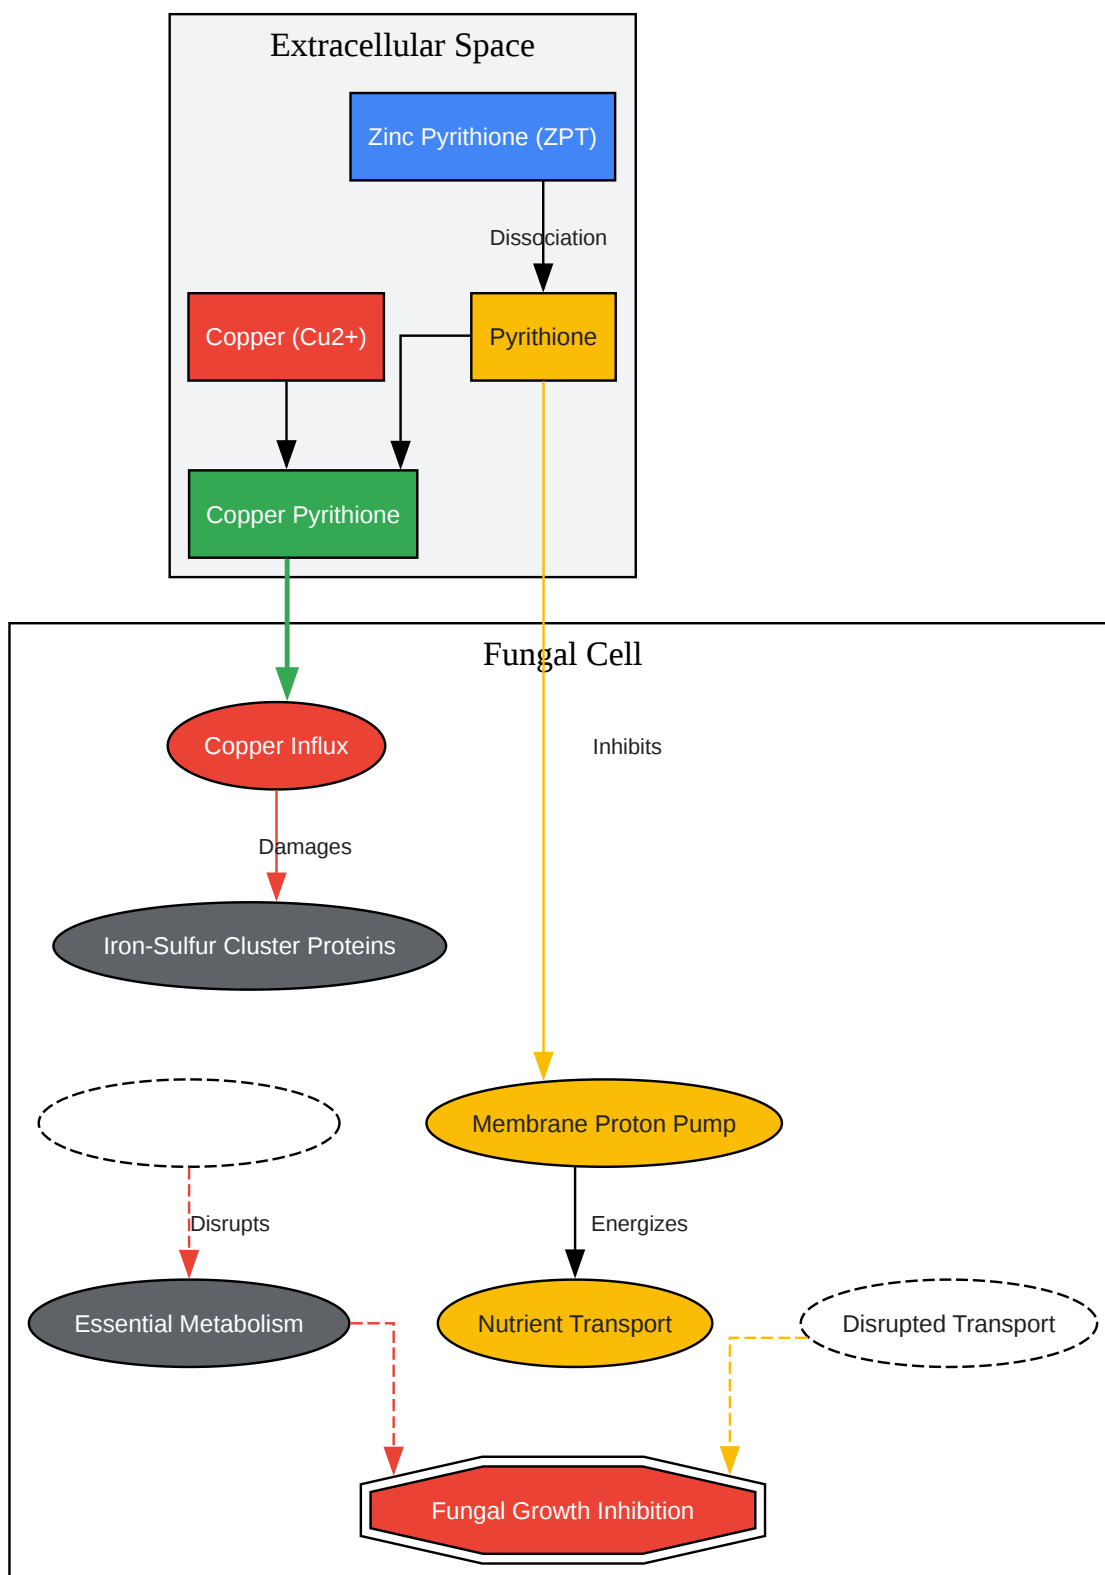 Extracellular Space
Zinc Pyrithione (ZPT)
Dissociation
Copper (Cu2+)
Pyrithione
Copper Pyrithione
Fungal Cell
Copper Influx
Inhibits
Damages
Iron-Sulfur Cluster Proteins
Membrane Proton Pump
Disrupts
Energizes
Essential Metabolism
Nutrient Transport
Disrupted Transport
Fungal Growth Inhibition